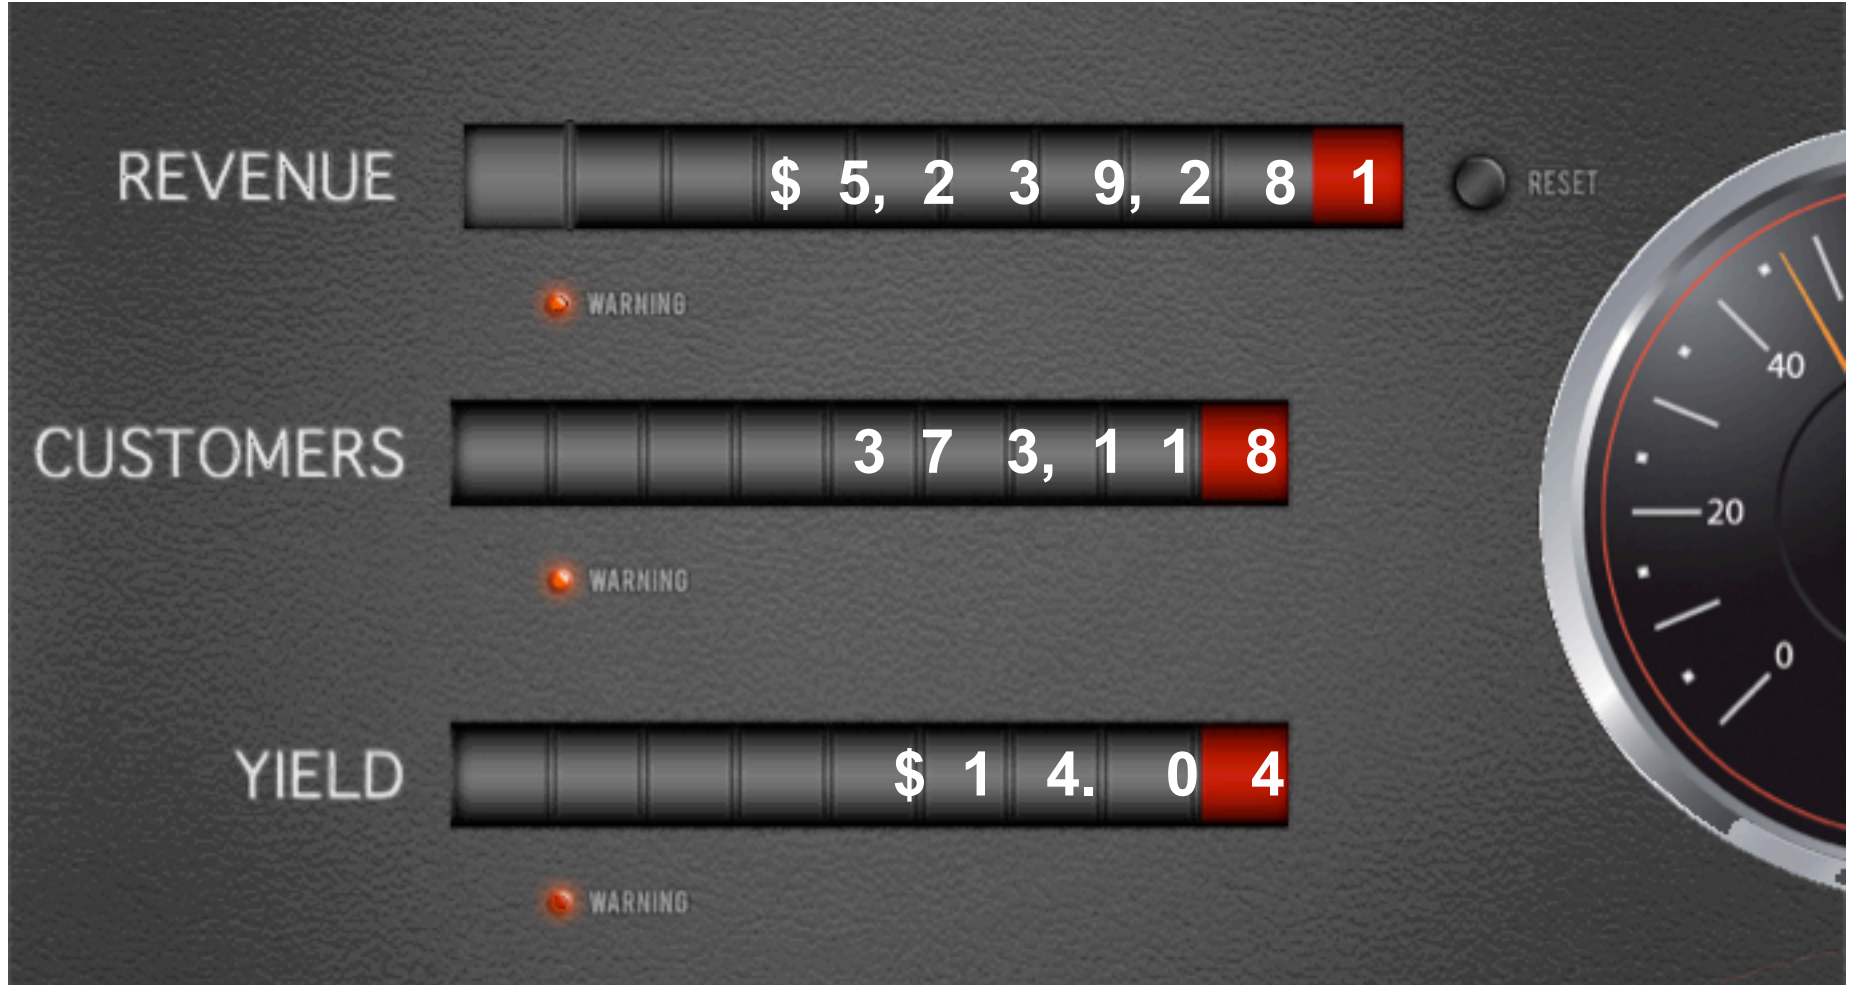 REVENUE $ 5, 2 3 9, 2 8 1 RESET
WARNING
CUSTOMERS 3 7 3, 1 1 8
WARNING
YIELD $ 1 4. 0 4
WARNING
40
20
0